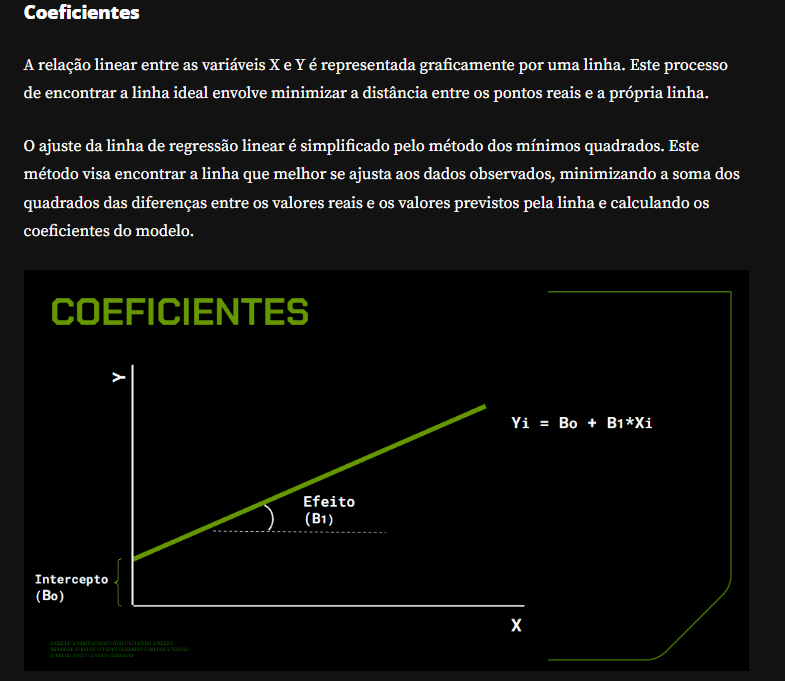 Coeficientes
A relação linear entre as variáveis X e Y é representada graficamente por uma linha. Este processo
de encontrar a linha ideal envolve minimizar a distância entre os pontos reais e a própria linha.
O ajuste da linha de regressão linear é simplificado pelo método dos mínimos quadrados. Este
método visa encontrar a linha que melhor se ajusta aos dados observados, minimizando a soma dos
quadrados das diferenças entre os valores reais e os valores previstos pela linha e calculando os
coeficientes do modelo.
COEFICIENTES
Y
Yi = Bo + B1*Xi
Efeito
(B1)
Intercepto
(Bo)
X